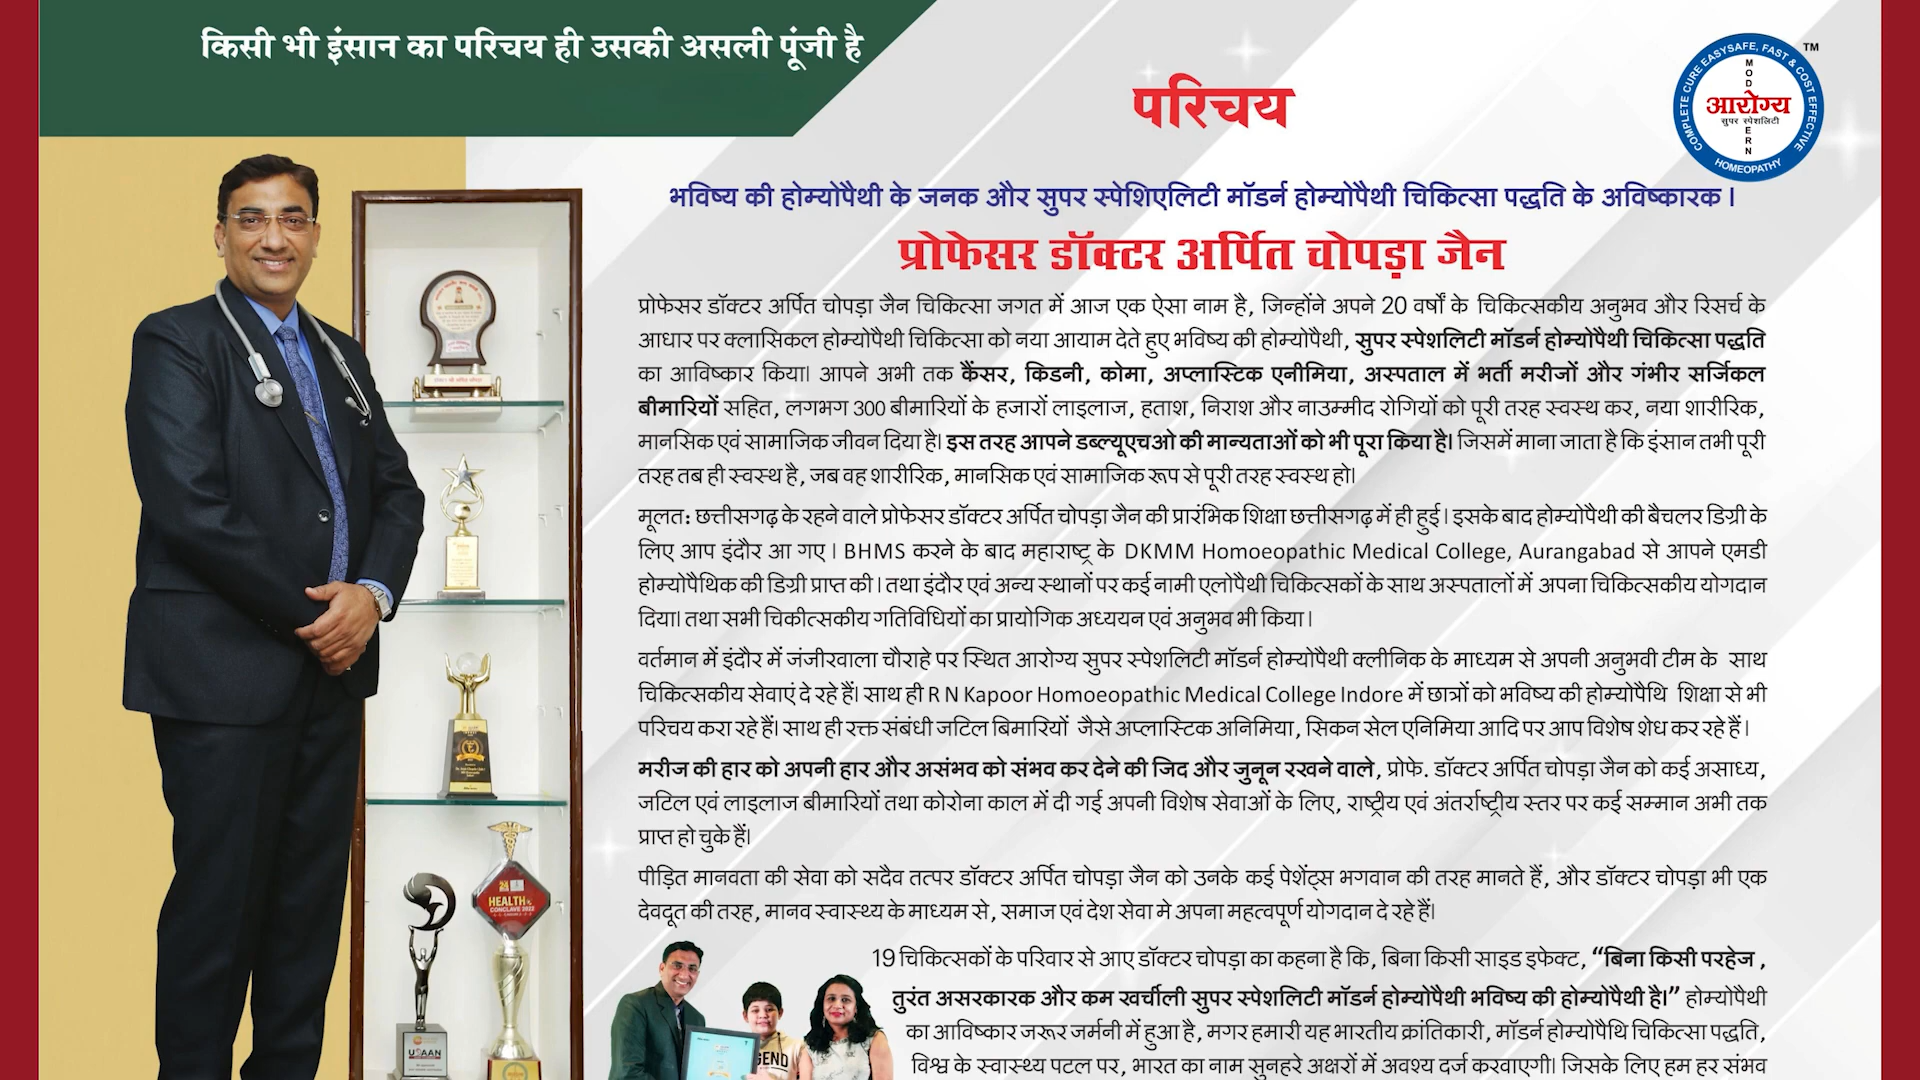 किसी भी इंसान का परिचय ही उसकी असली पूंजी है
परिचय
COMPLETE CURE EASYSAFE, FAST & COST EFFECTIVE
TM
MODERN
आरोग्य
सुपर स्पेशलिटी
HOMEOPATHY
भविष्य की होम्योपैथी के जनक और सुपर स्पेशिएलिटी मॉडर्न होम्योपैथी चिकित्सा पद्धति के अविष्कारक ।
प्रोफेसर डॉक्टर अर्पित चोपड़ा जैन
प्रोफेसर डॉक्टर अर्पित चोपड़ा जैन चिकित्सा जगत में आज एक ऐसा नाम है, जिन्होंने अपने 20 वर्षों के चिकित्सकीय अनुभव और रिसर्च के
आधार पर क्लासिकल होम्योपैथी चिकित्सा को नया आयाम देते हुए भविष्य की होम्योपैथी, सुपर स्पेशलिटी मॉडर्न होम्योपैथी चिकित्सा पद्धति
का आविष्कार किया। आपने अभी तक कैंसर, किडनी, कोमा, अप्लास्टिक एनीमिया, अस्पताल में भर्ती मरीजों और गंभीर सर्जिकल
बीमारियों सहित, लगभग 300 बीमारियों के हजारों लाइलाज, हताश, निराश और नाउम्मीद रोगियों को पूरी तरह स्वस्थ कर, नया शारीरिक,
मानसिक एवं सामाजिक जीवन दिया है। इस तरह आपने डब्ल्यूएचओ की मान्यताओं को भी पूरा किया है। जिसमें माना जाता है कि इंसान तभी पूरी
तरह तब ही स्वस्थ है, जब वह शारीरिक, मानसिक एवं सामाजिक रूप से पूरी तरह स्वस्थ हो।
मूलत: छत्तीसगढ़ के रहने वाले प्रोफेसर डॉक्टर अर्पित चोपड़ा जैन की प्रारंभिक शिक्षा छत्तीसगढ़ में ही हुई। इसके बाद होम्योपैथी की बैचलर डिग्री के
लिए आप इंदौर आ गए । BHMS करने के बाद महाराष्ट्र के DKMM Homoeopathic Medical College, Aurangabad से आपने एमडी
होम्योपैथिक की डिग्री प्राप्त की । तथा इंदौर एवं अन्य स्थानों पर कई नामी एलोपैथी चिकित्सकों के साथ अस्पतालों में अपना चिकित्सकीय योगदान
दिया। तथा सभी चिकीत्सकीय गतिविधियों का प्रायोगिक अध्ययन एवं अनुभव भी किया ।
वर्तमान में इंदौर में जंजीरवाला चौराहे पर स्थित आरोग्य सुपर स्पेशलिटी मॉडर्न होम्योपैथी क्लीनिक के माध्यम से अपनी अनुभवी टीम के साथ
चिकित्सकीय सेवाएं दे रहे हैं। साथ ही R N Kapoor Homoeopathic Medical College Indore में छात्रों को भविष्य की होम्योपैथि शिक्षा से भी
परिचय करा रहे हैं। साथ ही रक्त संबंधी जटिल बिमारियों जैसे अप्लास्टिक अनिमिया, सिकन सेल एनिमिया आदि पर आप विशेष शेध कर रहे हैं ।
मरीज की हार को अपनी हार और असंभव को संभव कर देने की जिद और जुनून रखने वाले, प्रोफे. डॉक्टर अर्पित चोपड़ा जैन को कई असाध्य,
जटिल एवं लाइलाज बीमारियों तथा कोरोना काल में दी गई अपनी विशेष सेवाओं के लिए, राष्ट्रीय एवं अंतर्राष्ट्रीय स्तर पर कई सम्मान अभी तक
प्राप्त हो चुके हैं।
पीड़ित मानवता की सेवा को सदैव तत्पर डॉक्टर अर्पित चोपड़ा जैन को उनके कई पेशेंट्स भगवान की तरह मानते हैं, और डॉक्टर चोपड़ा भी एक
देवदूत की तरह, मानव स्वास्थ्य के माध्यम से, समाज एवं देश सेवा मे अपना महत्वपूर्ण योगदान दे रहे हैं।
HEALTH
CONCLAVE 2022
19 चिकित्सकों के परिवार से आए डॉक्टर चोपड़ा का कहना है कि, बिना किसी साइड इफेक्ट, “बिना किसी परहेज ,
तुरंत असरकारक और कम खर्चीली सुपर स्पेशलिटी मॉडर्न होम्योपैथी भविष्य की होम्योपैथी है।” होम्योपैथी
का आविष्कार जरूर जर्मनी में हुआ है, मगर हमारी यह भारतीय क्रांतिकारी, मॉडर्न होम्योपैथि चिकित्सा पद्धति,
विश्व के स्वास्थ्य पटल पर, भारत का नाम सुनहरे अक्षरों में अवश्य दर्ज करवाएगी। जिसके लिए हम हर संभव